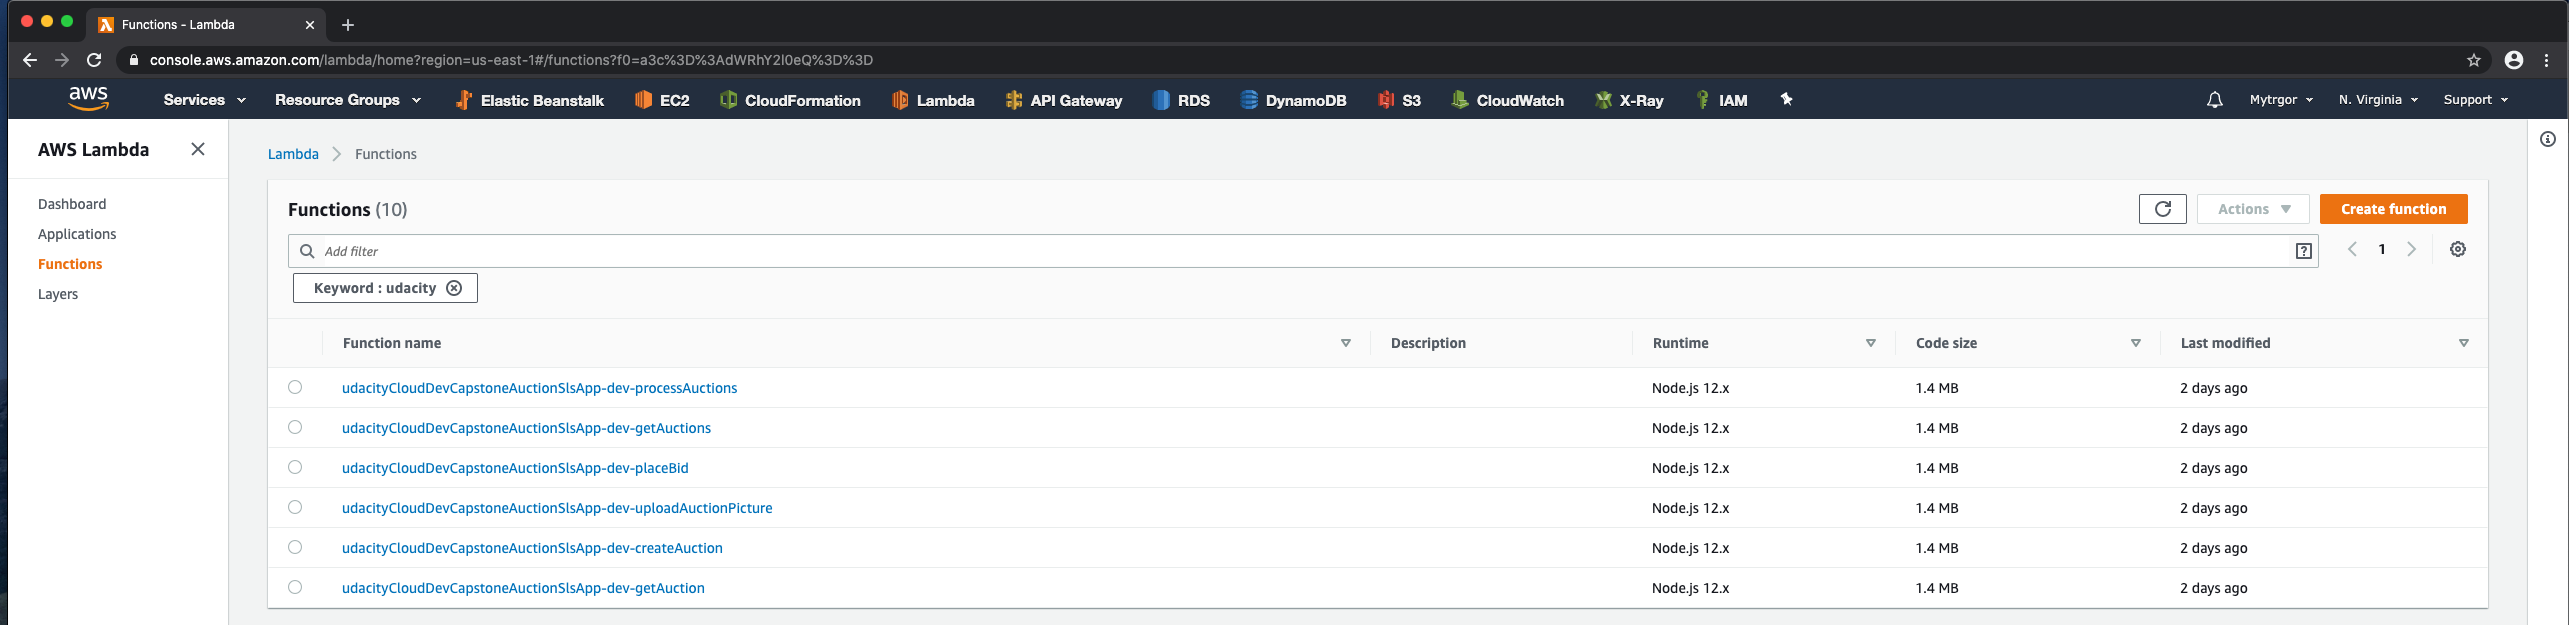 Functions - Lambda
console.aws.amazon.com/lambda/home?region=us-east-1#/functions?f0=a3c%3D%3AdWRhY2l0eQ%3D%3D
aws Services Resource Groups Elastic Beanstalk EC2 CloudFormation Lambda API Gateway RDS DynamoDB S3 CloudWatch X-Ray IAM Mytrgor N. Virginia Support
AWS Lambda
Dashboard
Applications
Functions
Layers
Lambda > Functions
Functions (10)
Actions Create function
Add filter
1
Keyword : udacity
Function name Description Runtime Code size Last modified
udacityCloudDevCapstoneAuctionSlsApp-dev-processAuctions Node.js 12.x 1.4 MB 2 days ago
udacityCloudDevCapstoneAuctionSlsApp-dev-getAuctions Node.js 12.x 1.4 MB 2 days ago
udacityCloudDevCapstoneAuctionSlsApp-dev-placeBid Node.js 12.x 1.4 MB 2 days ago
udacityCloudDevCapstoneAuctionSlsApp-dev-uploadAuctionPicture Node.js 12.x 1.4 MB 2 days ago
udacityCloudDevCapstoneAuctionSlsApp-dev-createAuction Node.js 12.x 1.4 MB 2 days ago
udacityCloudDevCapstoneAuctionSlsApp-dev-getAuction Node.js 12.x 1.4 MB 2 days ago